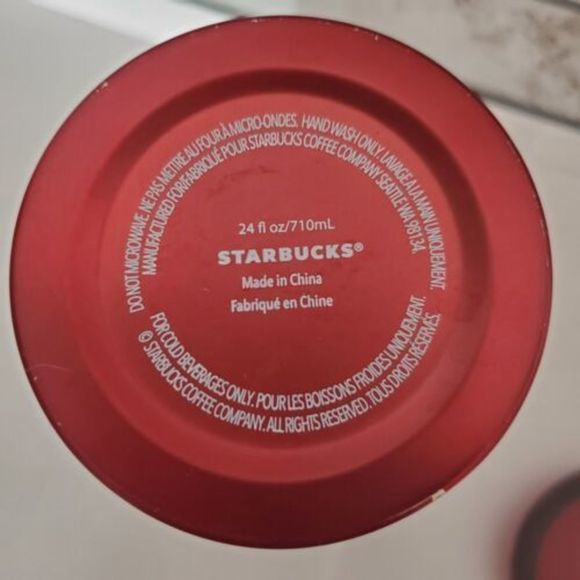 DO NOT MICROWAVE. NE PAS METTRE AU FOUR À MICRO-ONDES. HAND WASH ONLY. LAVAGE A LA MAIN UNIQUEMENT.
MANUFACTURED FOR/FABRIQUÉ POUR STARBUCKS COFFEE COMPANY, SEATTLE, WA 98134.
24 fl oz/710mL
STARBUCKS®
Made in China
Fabriqué en Chine
FOR COLD BEVERAGES ONLY. POUR LES BOISSONS FROIDES UNIQUEMENT.
© STARBUCKS COFFEE COMPANY. ALL RIGHTS RESERVED. TOUS DROITS RESERVÉS.